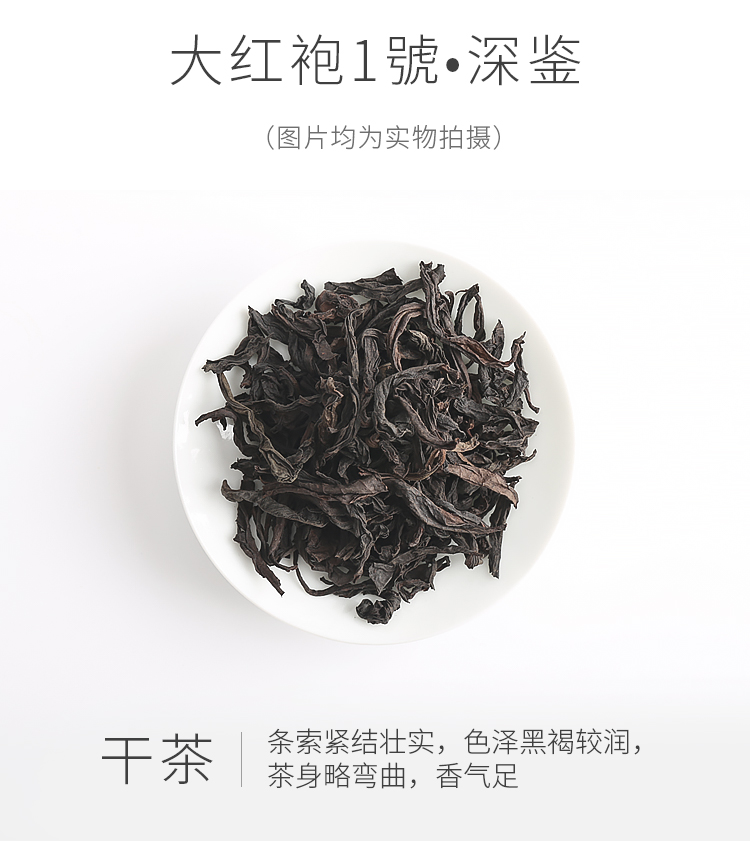 大红袍1號•深鉴
（图片均为实物拍摄）
干茶
条索紧结壮实，色泽黑褐较润，
茶身略弯曲，香气足